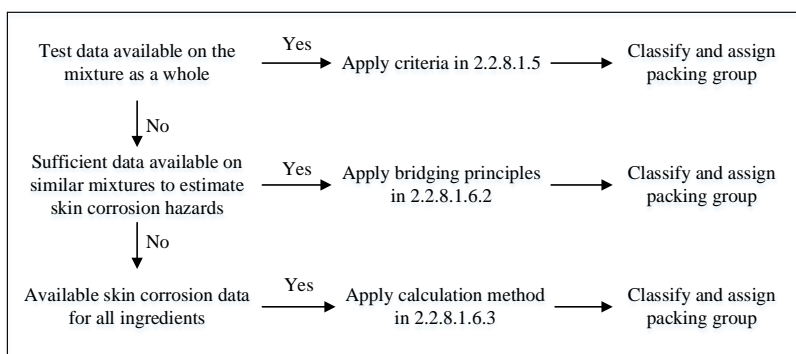 Test data available on the
mixture as a whole
Yes
Apply criteria in 2.2.8.1.5
Classify and assign
packing group
No
Sufficient data available on
similar mixtures to estimate
skin corrosion hazards
Yes
Apply bridging principles
in 2.2.8.1.6.2
Classify and assign
packing group
No
Available skin corrosion data
for all ingredients
Yes
Apply calculation method
in 2.2.8.1.6.3
Classify and assign
packing group